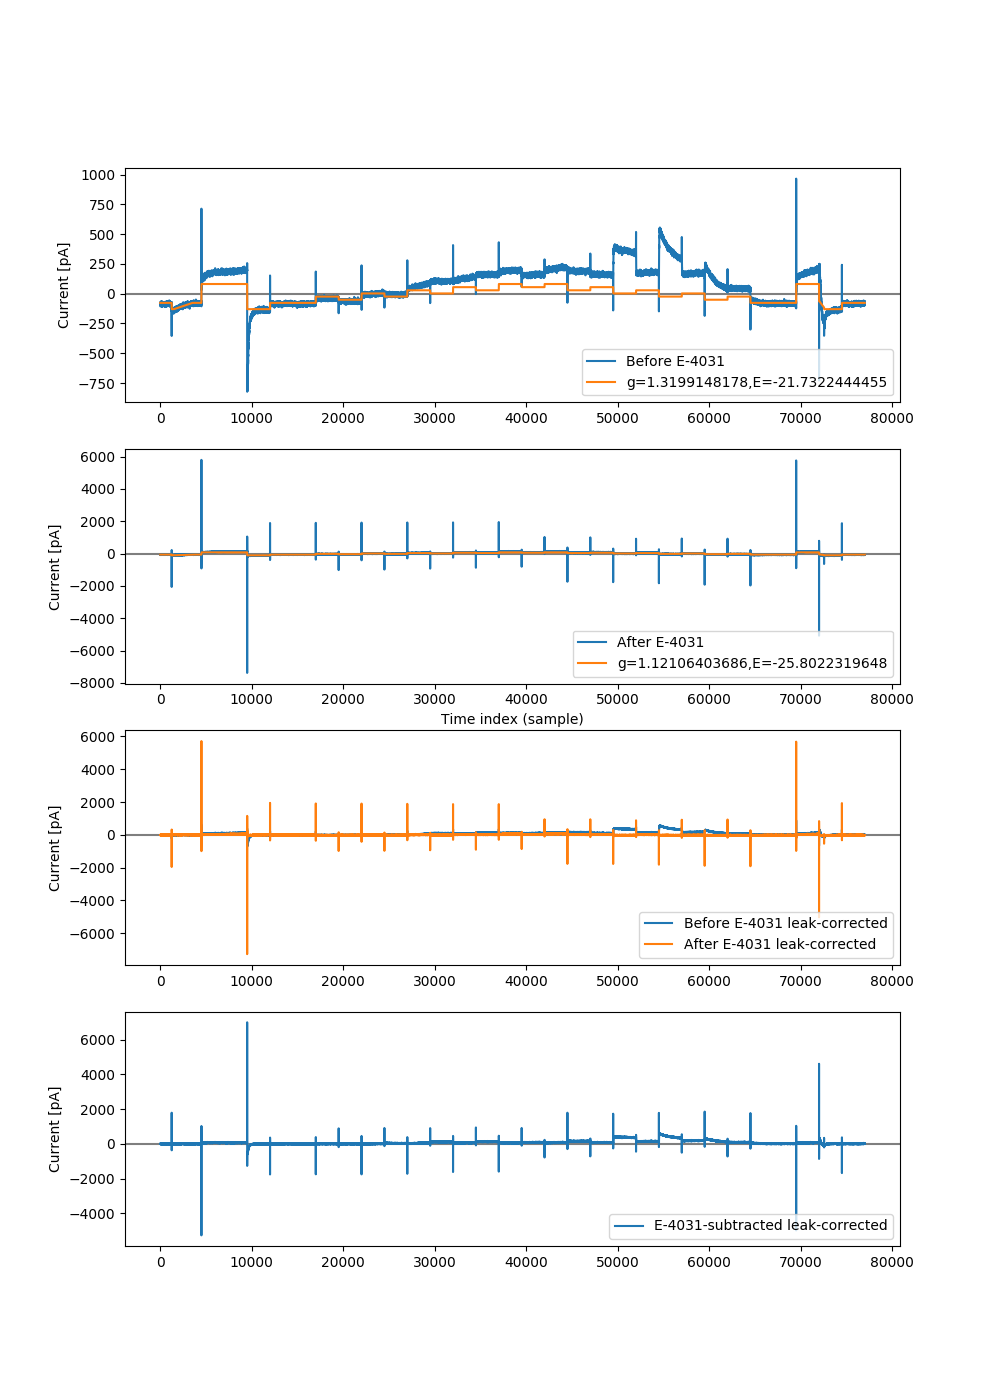 1000
750
500
250
0
−250
−500
−750
Current [pA]
Before E-4031
g=1.3199148178,E=-21.7322444455
0 10000 20000 30000 40000 50000 60000 70000 80000
6000
4000
2000
0
−2000
−4000
−6000
−8000
Current [pA]
After E-4031
g=1.12106403686,E=-25.8022319648
0 10000 20000 30000 40000 50000 60000 70000 80000
Time index (sample)
6000
4000
2000
0
−2000
−4000
−6000
Current [pA]
Before E-4031 leak-corrected
After E-4031 leak-corrected
0 10000 20000 30000 40000 50000 60000 70000 80000
6000
4000
2000
0
−2000
−4000
Current [pA]
E-4031-subtracted leak-corrected
0 10000 20000 30000 40000 50000 60000 70000 80000